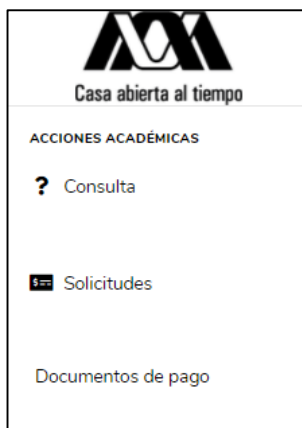 Casa abierta al tiempo
ACCIONES ACADÉMICAS
? Consulta
Solicitudes
Documentos de pago